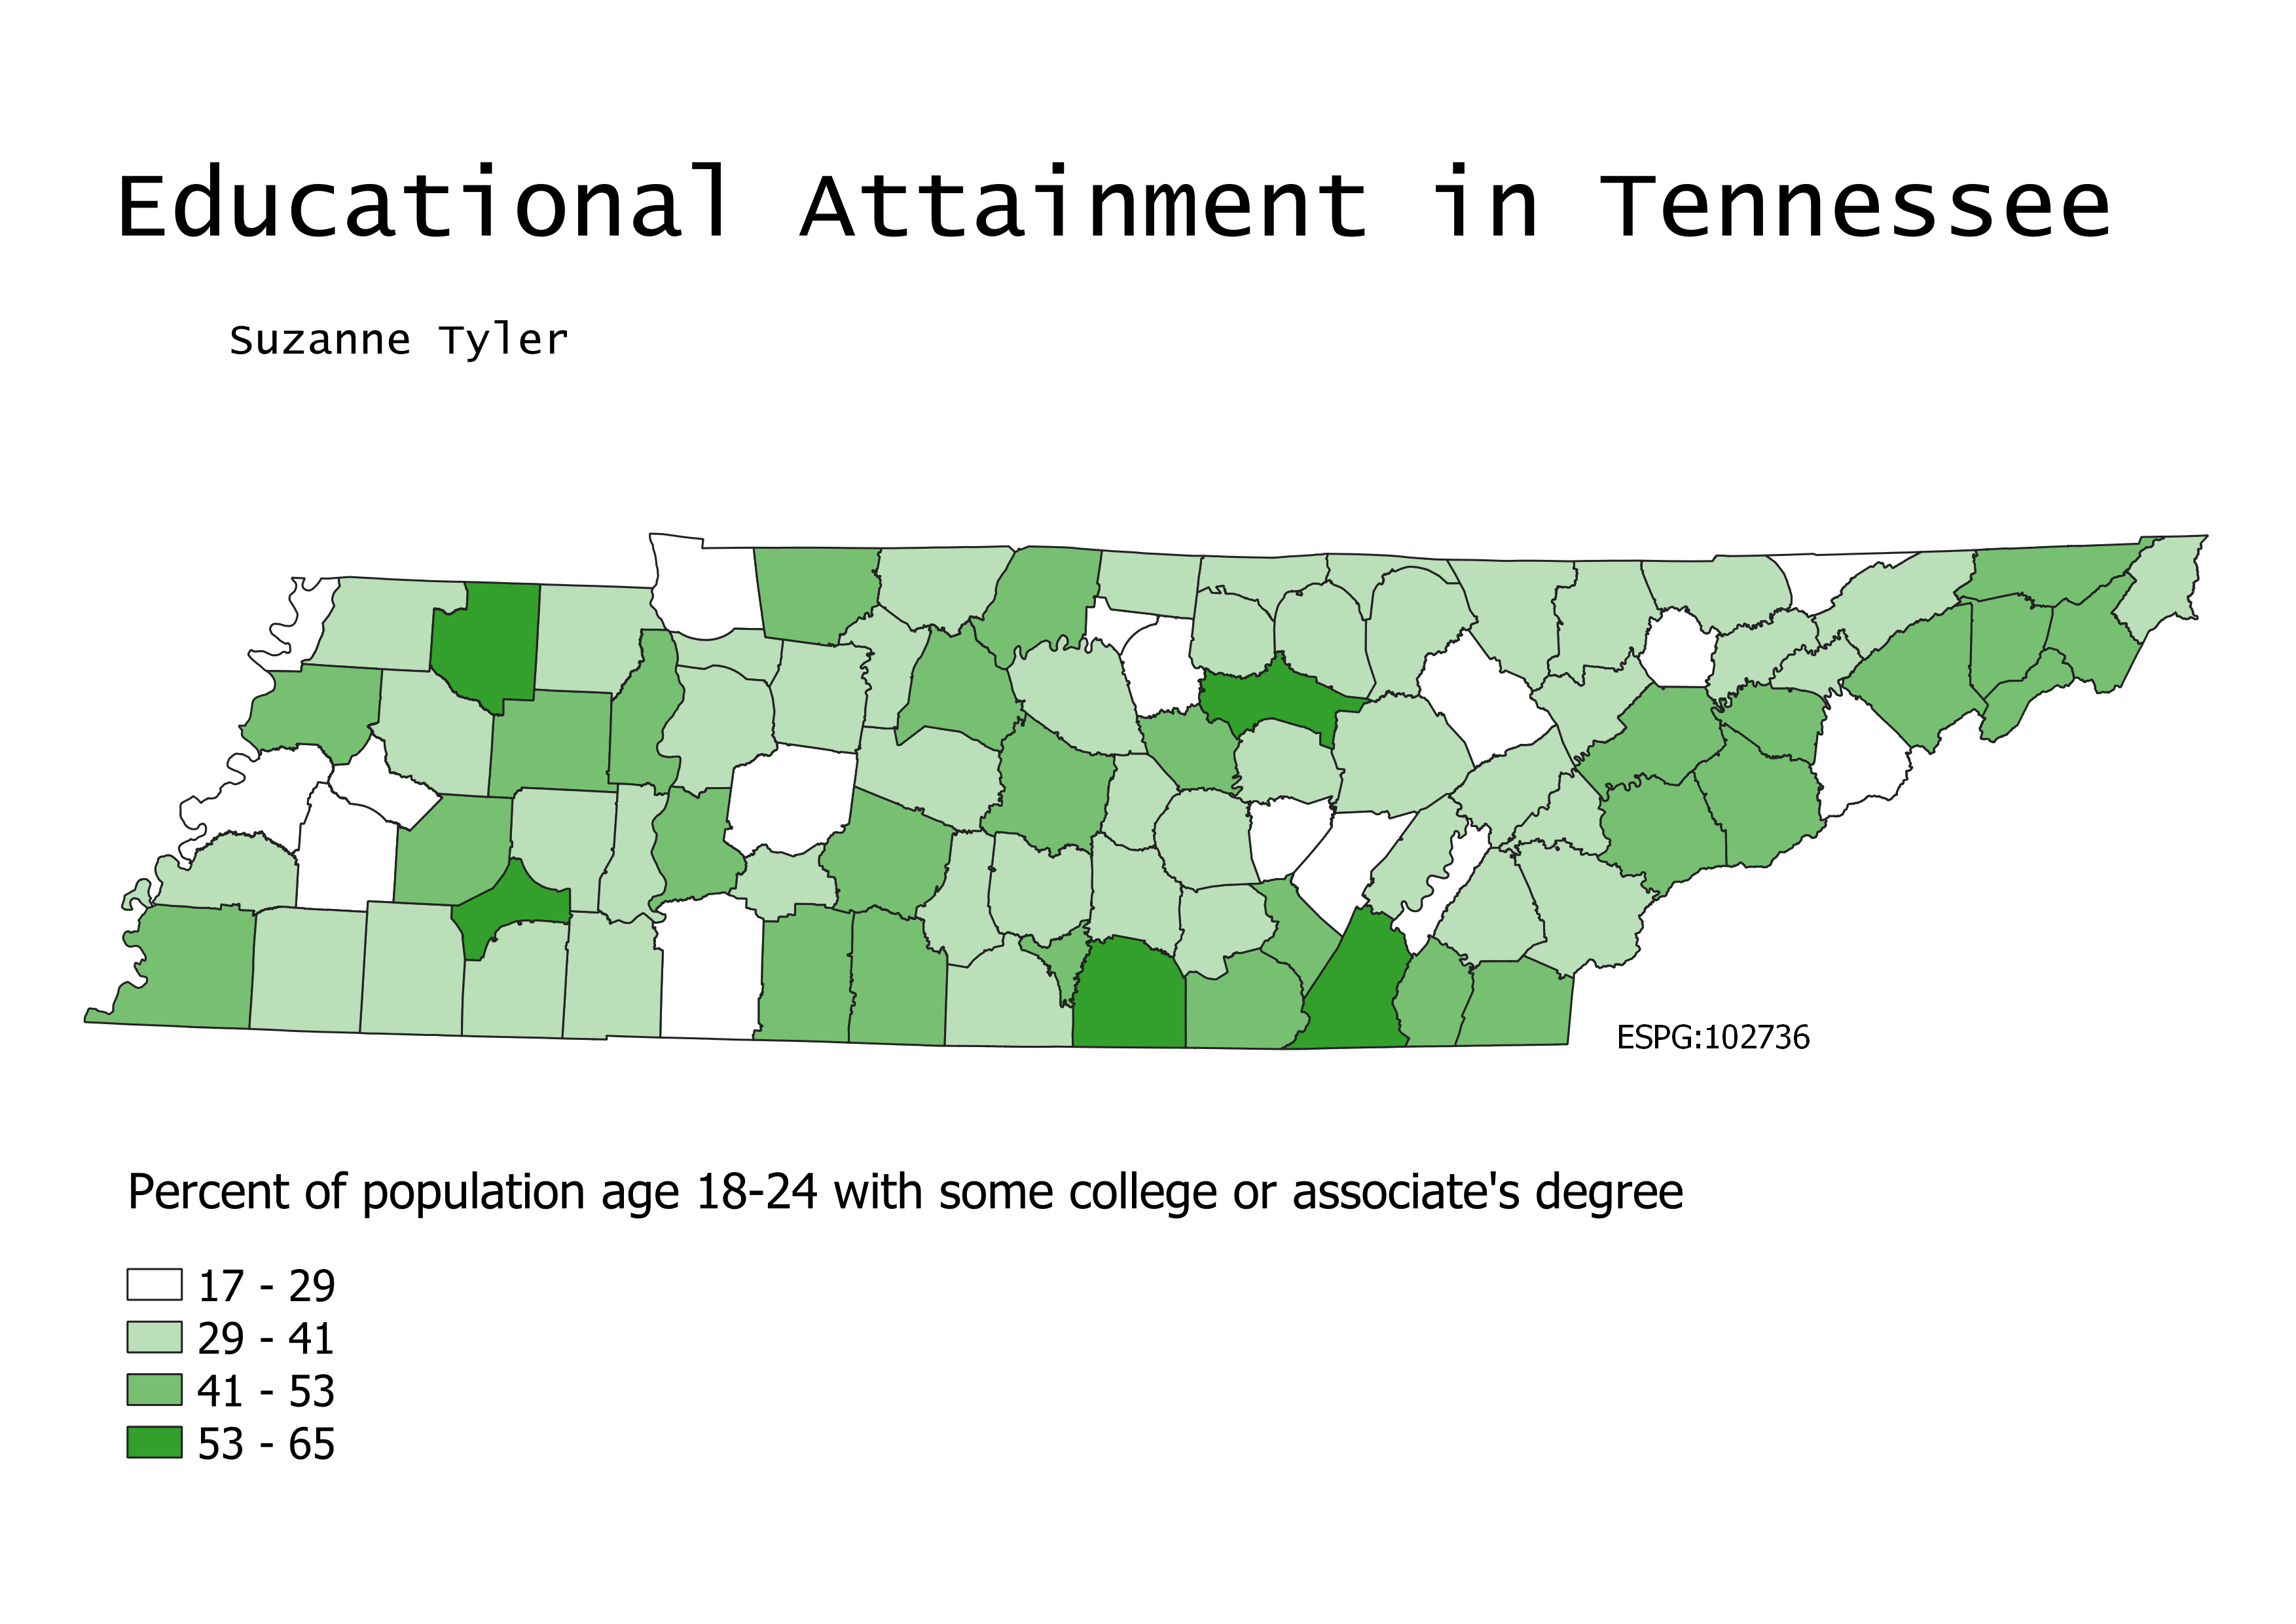 Educational Attainment in Tennessee
Suzanne Tyler
ESPG:102736
Percent of population age 18-24 with some college or associate's degree
17 - 29
29 - 41
41 - 53
53 - 65